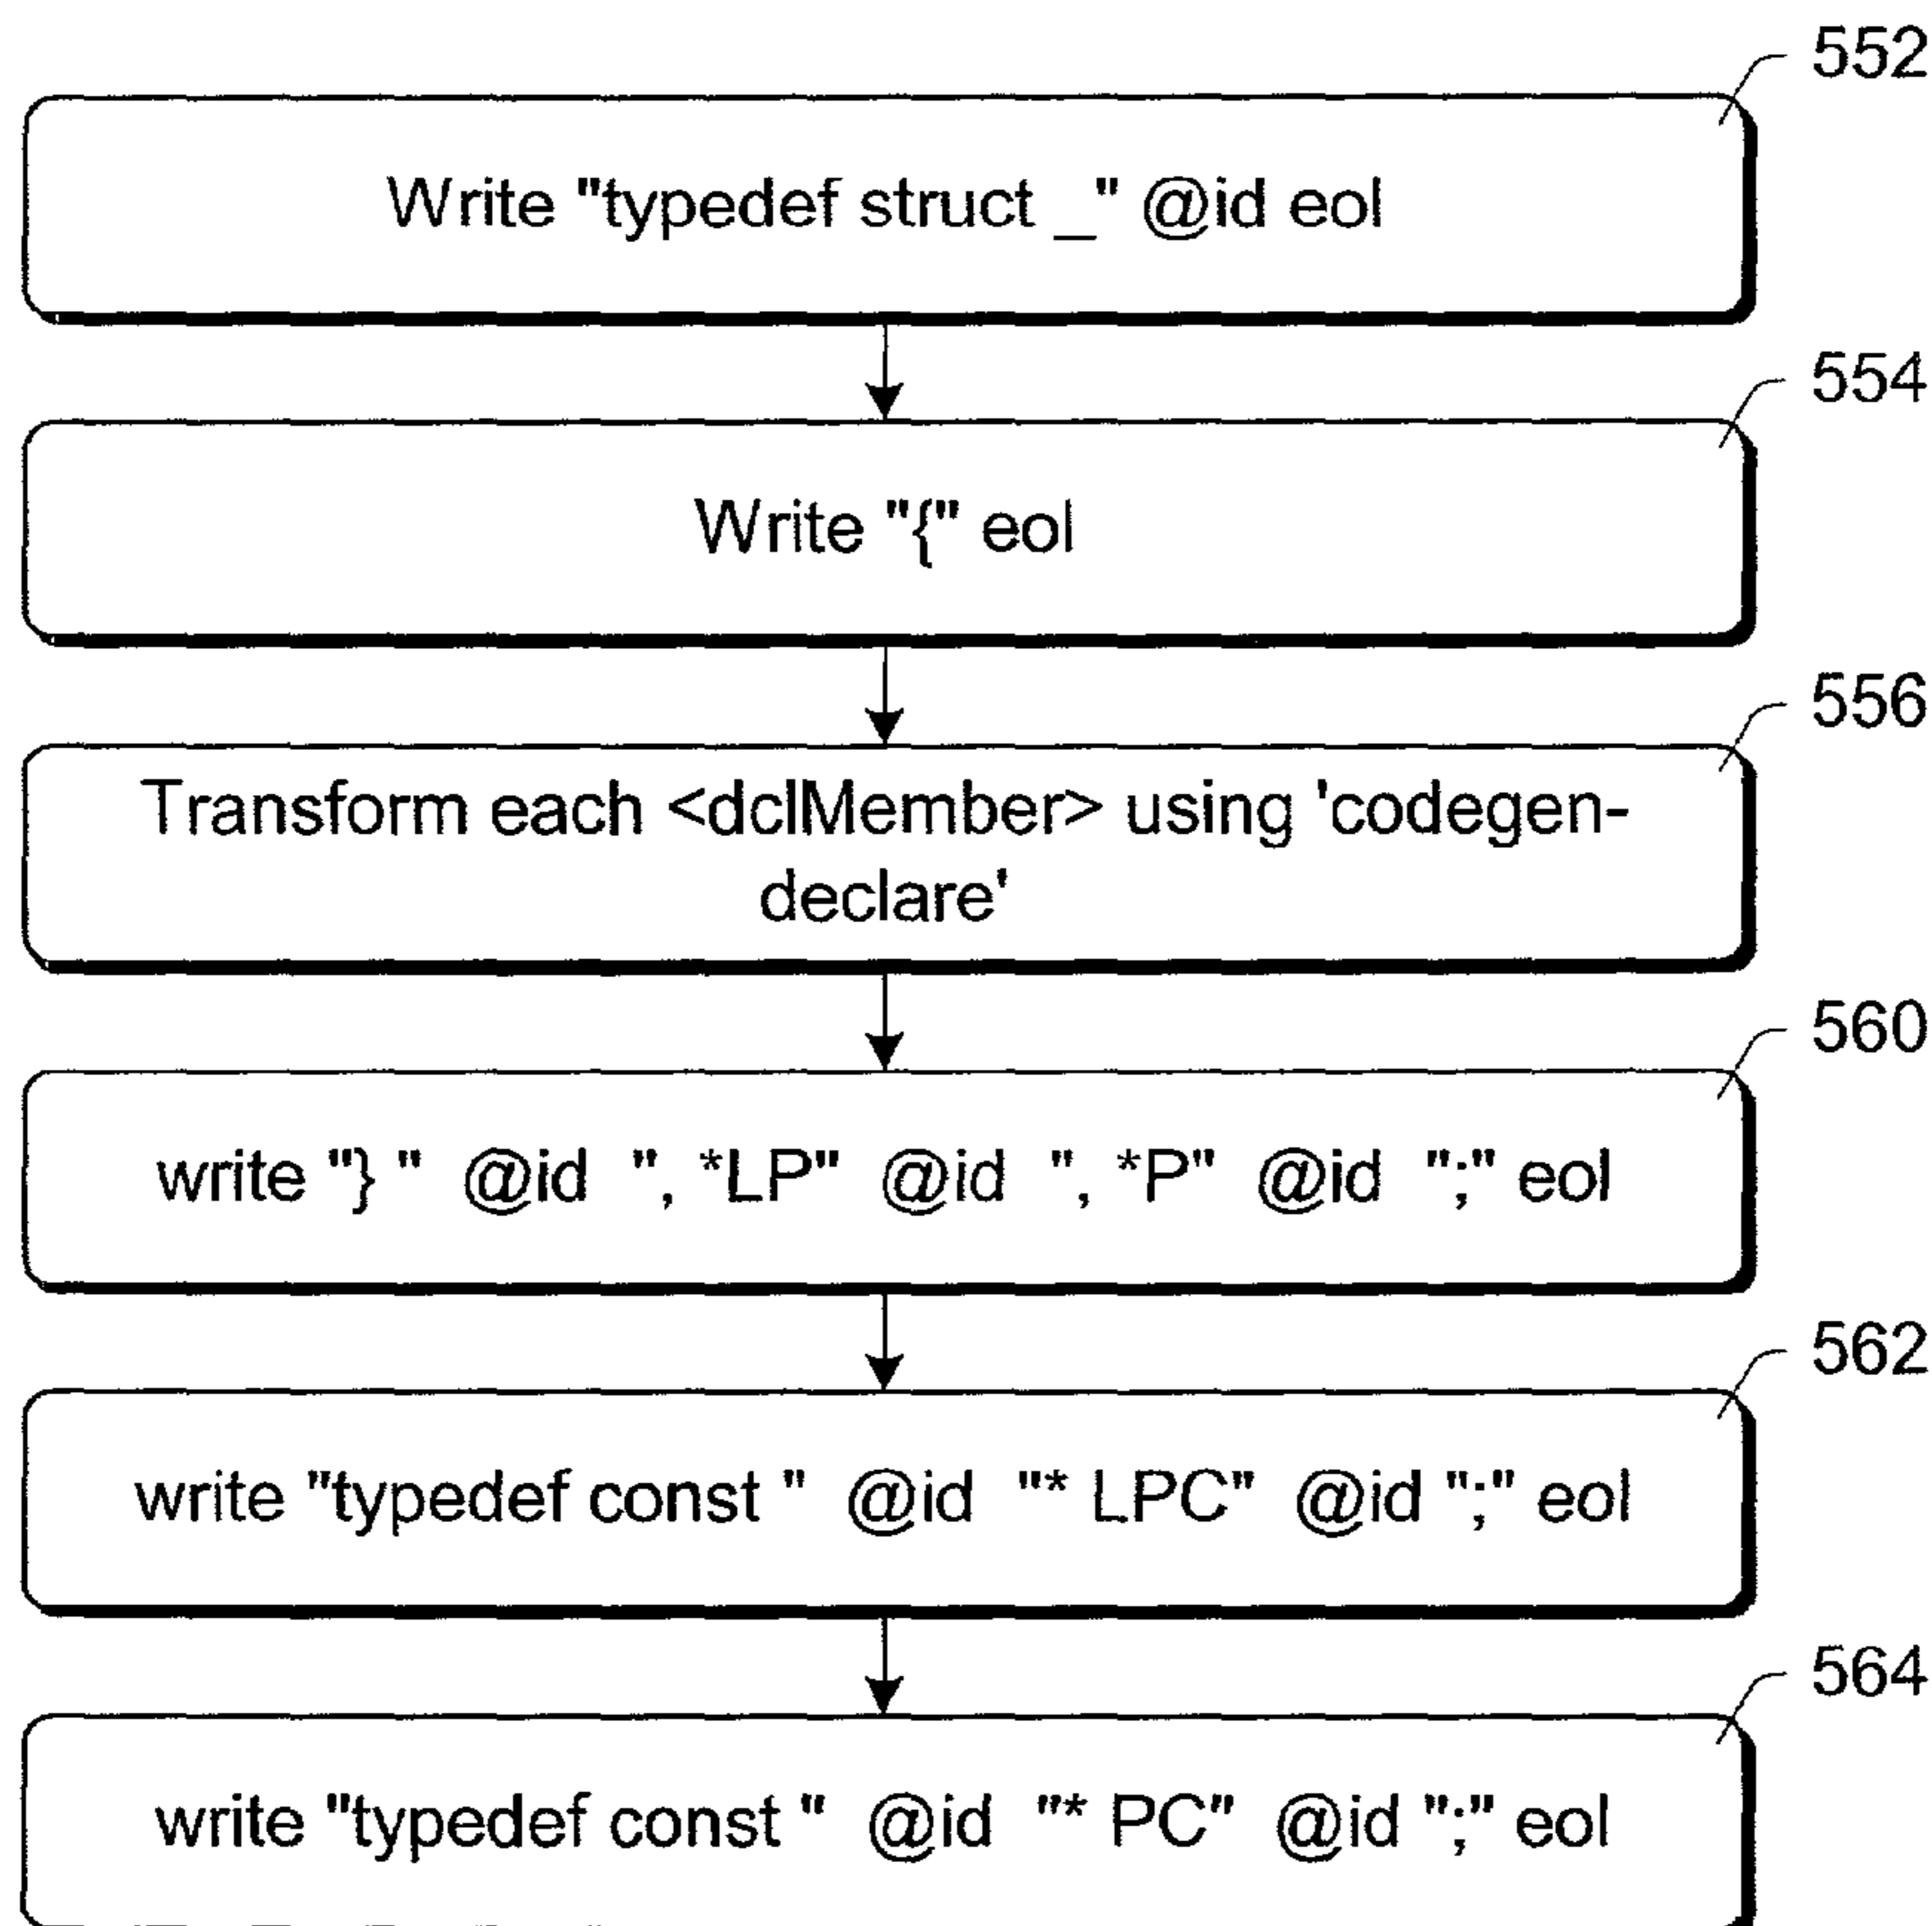 552
Write "typedef struct _" @id eol
554
Write "{" eol
556
Transform each <dclMember> using 'codegen-
declare'
560
write "} " @id ", *LP" @id ", *P" @id ";" eol
562
write "typedef const " @id "* LPC" @id ";" eol
564
write "typedef const " @id "* PC" @id ";" eol